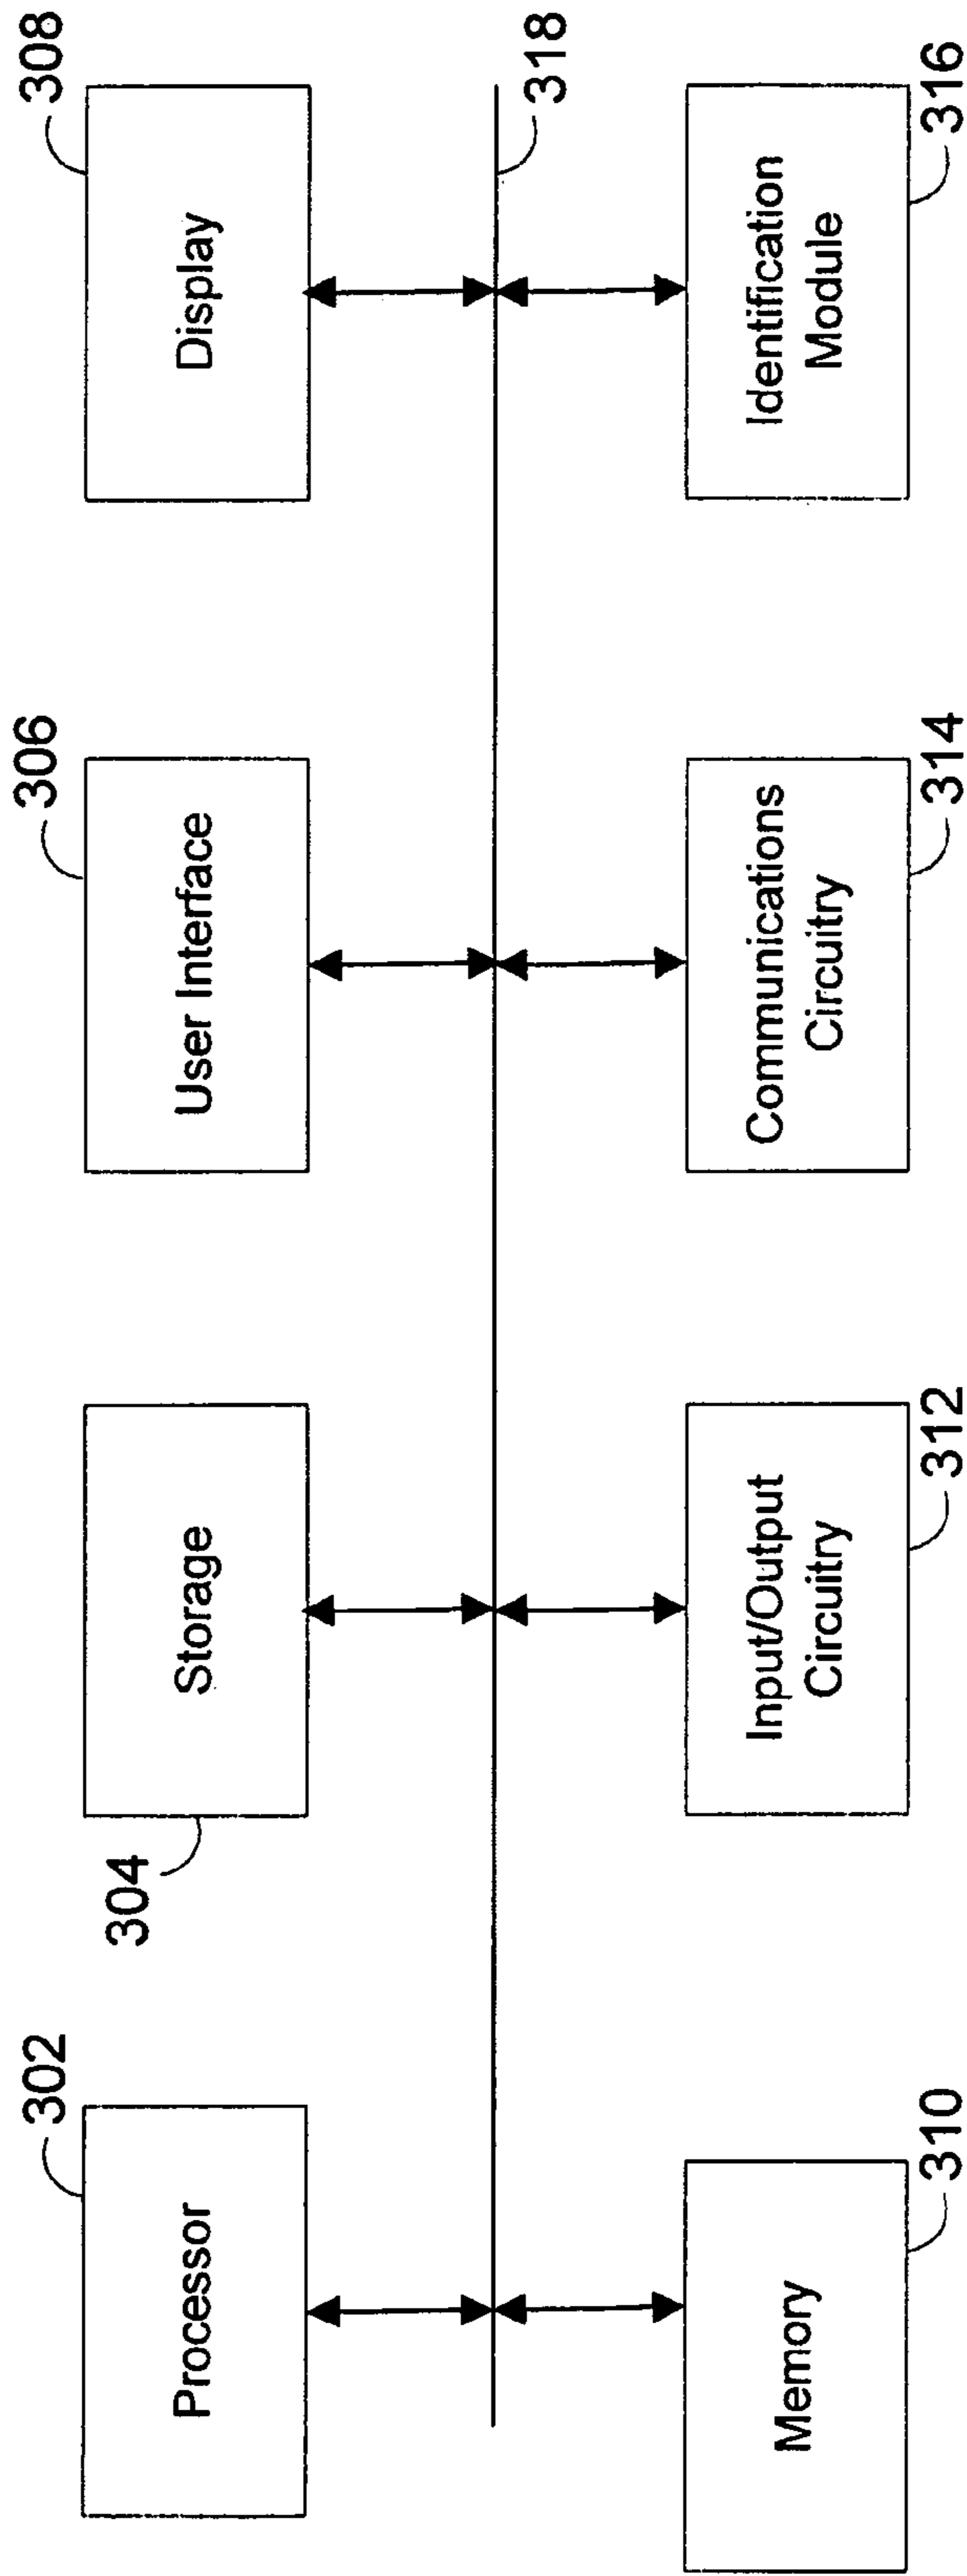 302
304
306
308
Processor
Storage
User Interface
Display
318
Memory
Input/Output
Circuitry
Communications
Circuitry
Identification
Module
310
312
314
316